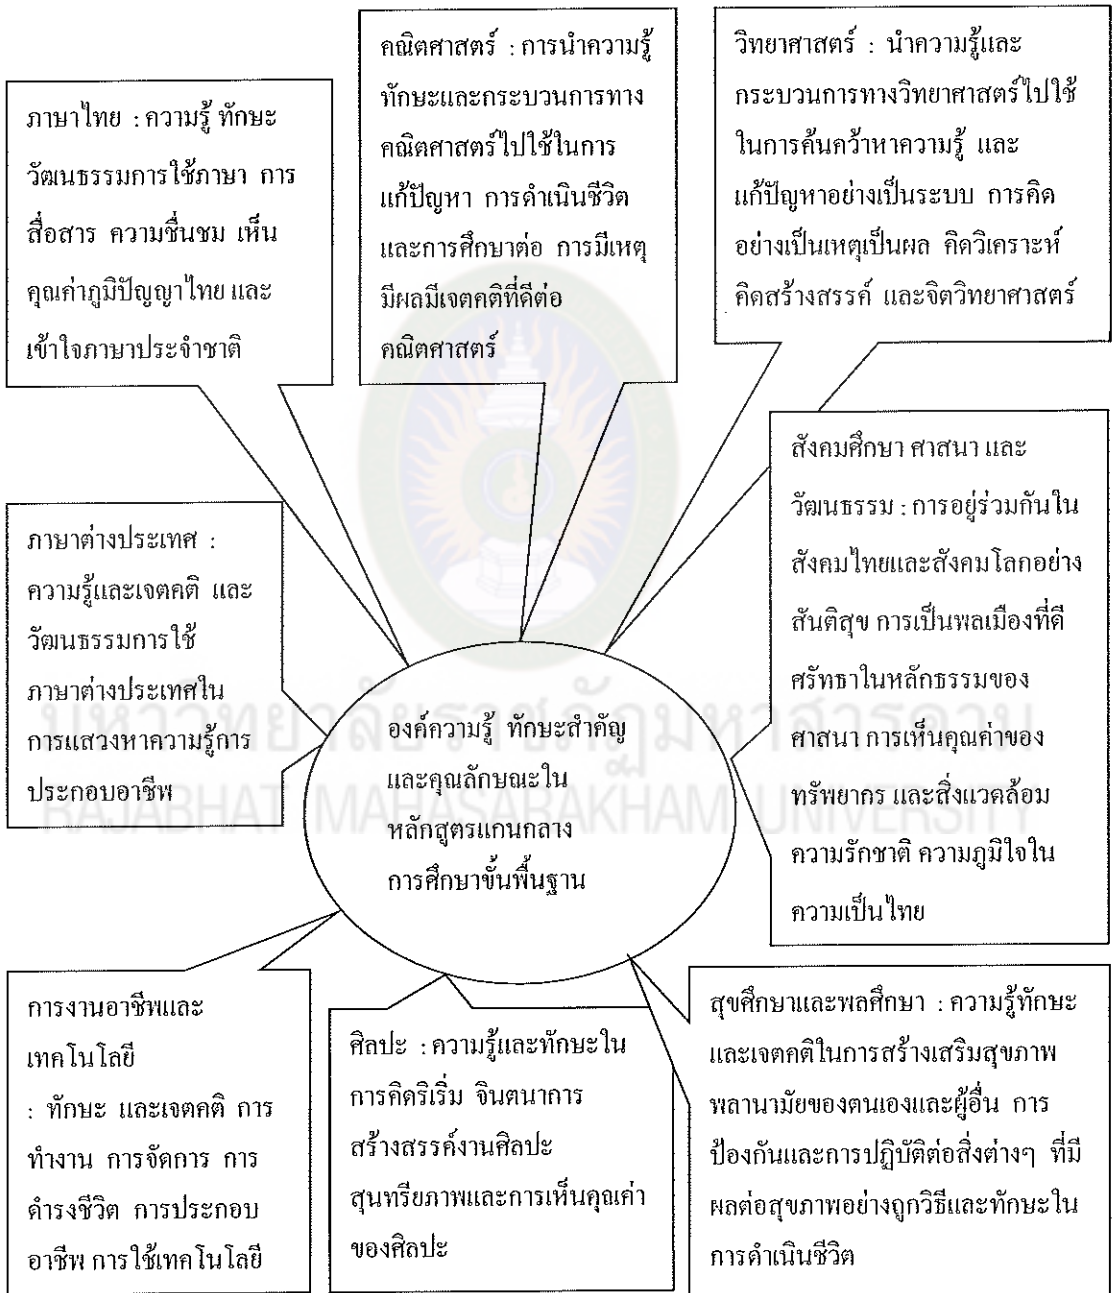 ภาษาไทย : ความรู้ ทักษะ
วัฒนธรรมการใช้ภาษา การ
สื่อสาร ความชื่นชม เห็น
คุณค่าภูมิปัญญาไทย และ
เข้าใจภาษาประจำชาติ
คณิตศาสตร์ : การนำความรู้
ทักษะและกระบวนการทาง
คณิตศาสตร์ไปใช้ในการ
แก้ปัญหา การดำเนินชีวิต
และการศึกษาต่อ การมีเหตุ
มีผลมีเจตคติที่ดีต่อ
คณิตศาสตร์
วิทยาศาสตร์ : นำความรู้และ
กระบวนการทางวิทยาศาสตร์ไปใช้
ในการค้นคว้าหาความรู้ และ
แก้ปัญหาอย่างเป็นระบบ การคิด
อย่างเป็นเหตุเป็นผล คิดวิเคราะห์
คิดสร้างสรรค์ และจิตวิทยาศาสตร์
ภาษาต่างประเทศ :
ความรู้และเจตคติ และ
วัฒนธรรมการใช้
ภาษาต่างประเทศใน
การแสวงหาความรู้การ
ประกอบอาชีพ
องค์ความรู้ ทักษะสำคัญ
และคุณลักษณะใน
หลักสูตรแกนกลาง
การศึกษาขั้นพื้นฐาน
สังคมศึกษา ศาสนา และ
วัฒนธรรม : การอยู่ร่วมกันใน
สังคมไทยและสังคมโลกอย่าง
สันติสุข การเป็นพลเมืองที่ดี
ศรัทธาในหลักธรรมของ
ศาสนา การเห็นคุณค่าของ
ทรัพยากร และสิ่งแวดล้อม
ความรักชาติ ความภูมิใจใน
ความเป็นไทย
มหาวิทยาลัยราชภัฏมหาสารคาม
RAJABHAT MAHASARAKHAM UNIVERSITY
การงานอาชีพและ
เทคโนโลยี
: ทักษะ และเจตคติ การ
ทำงาน การจัดการ การ
ดำรงชีวิต การประกอบ
อาชีพ การใช้เทคโนโลยี
ศิลปะ : ความรู้และทักษะใน
การคิดริเริ่ม จินตนาการ
สร้างสรรค์งานศิลปะ
สุนทรียภาพและการเห็นคุณค่า
ของศิลปะ
สุขศึกษาและพลศึกษา : ความรู้ทักษะ
และเจตคติในการสร้างเสริมสุขภาพ
พลานามัยของตนเองและผู้อื่น การ
ป้องกันและการปฏิบัติต่อสิ่งต่างๆ ที่มี
ผลต่อสุขภาพอย่างถูกวิธีและทักษะใน
การดำเนินชีวิต